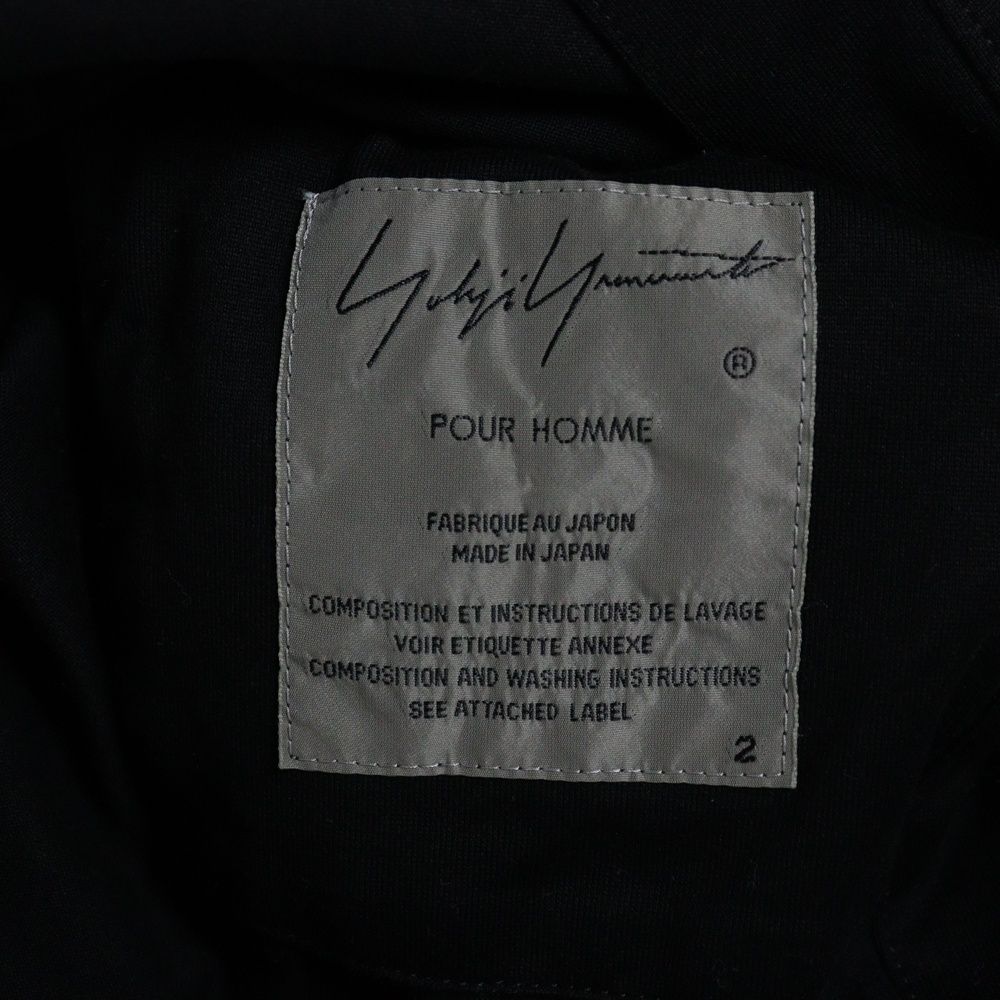 Yohji Yamamoto
®
POUR HOMME
FABRIQUE AU JAPON
MADE IN JAPAN
COMPOSITION ET INSTRUCTIONS DE LAVAGE
VOIR ETIQUETTE ANNEXE
COMPOSITION AND WASHING INSTRUCTIONS
SEE ATTACHED LABEL
2